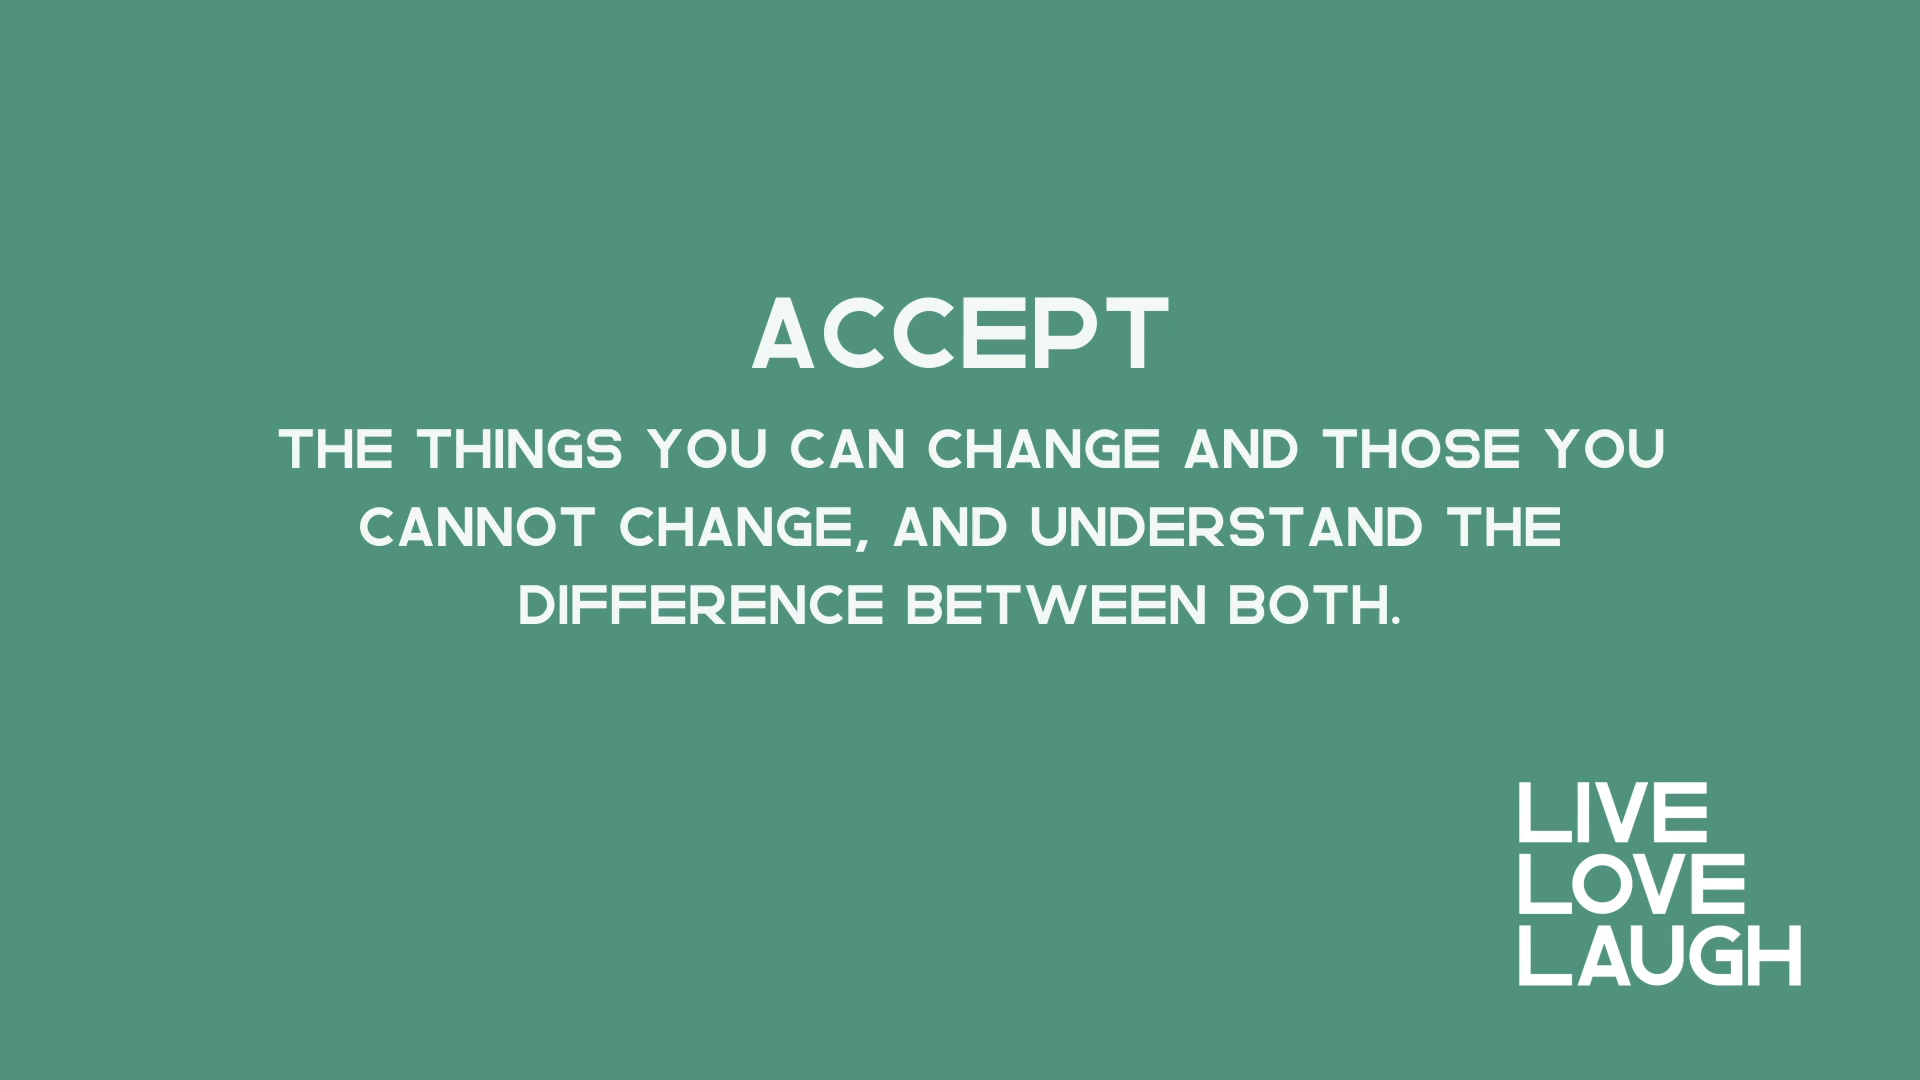 ACCEPT
THE THINGS YOU CAN CHANGE AND THOSE YOU
CANNOT CHANGE, AND UNDERSTAND THE
DIFFERENCE BETWEEN BOTH.
LIVE
LOVE
LAUGH